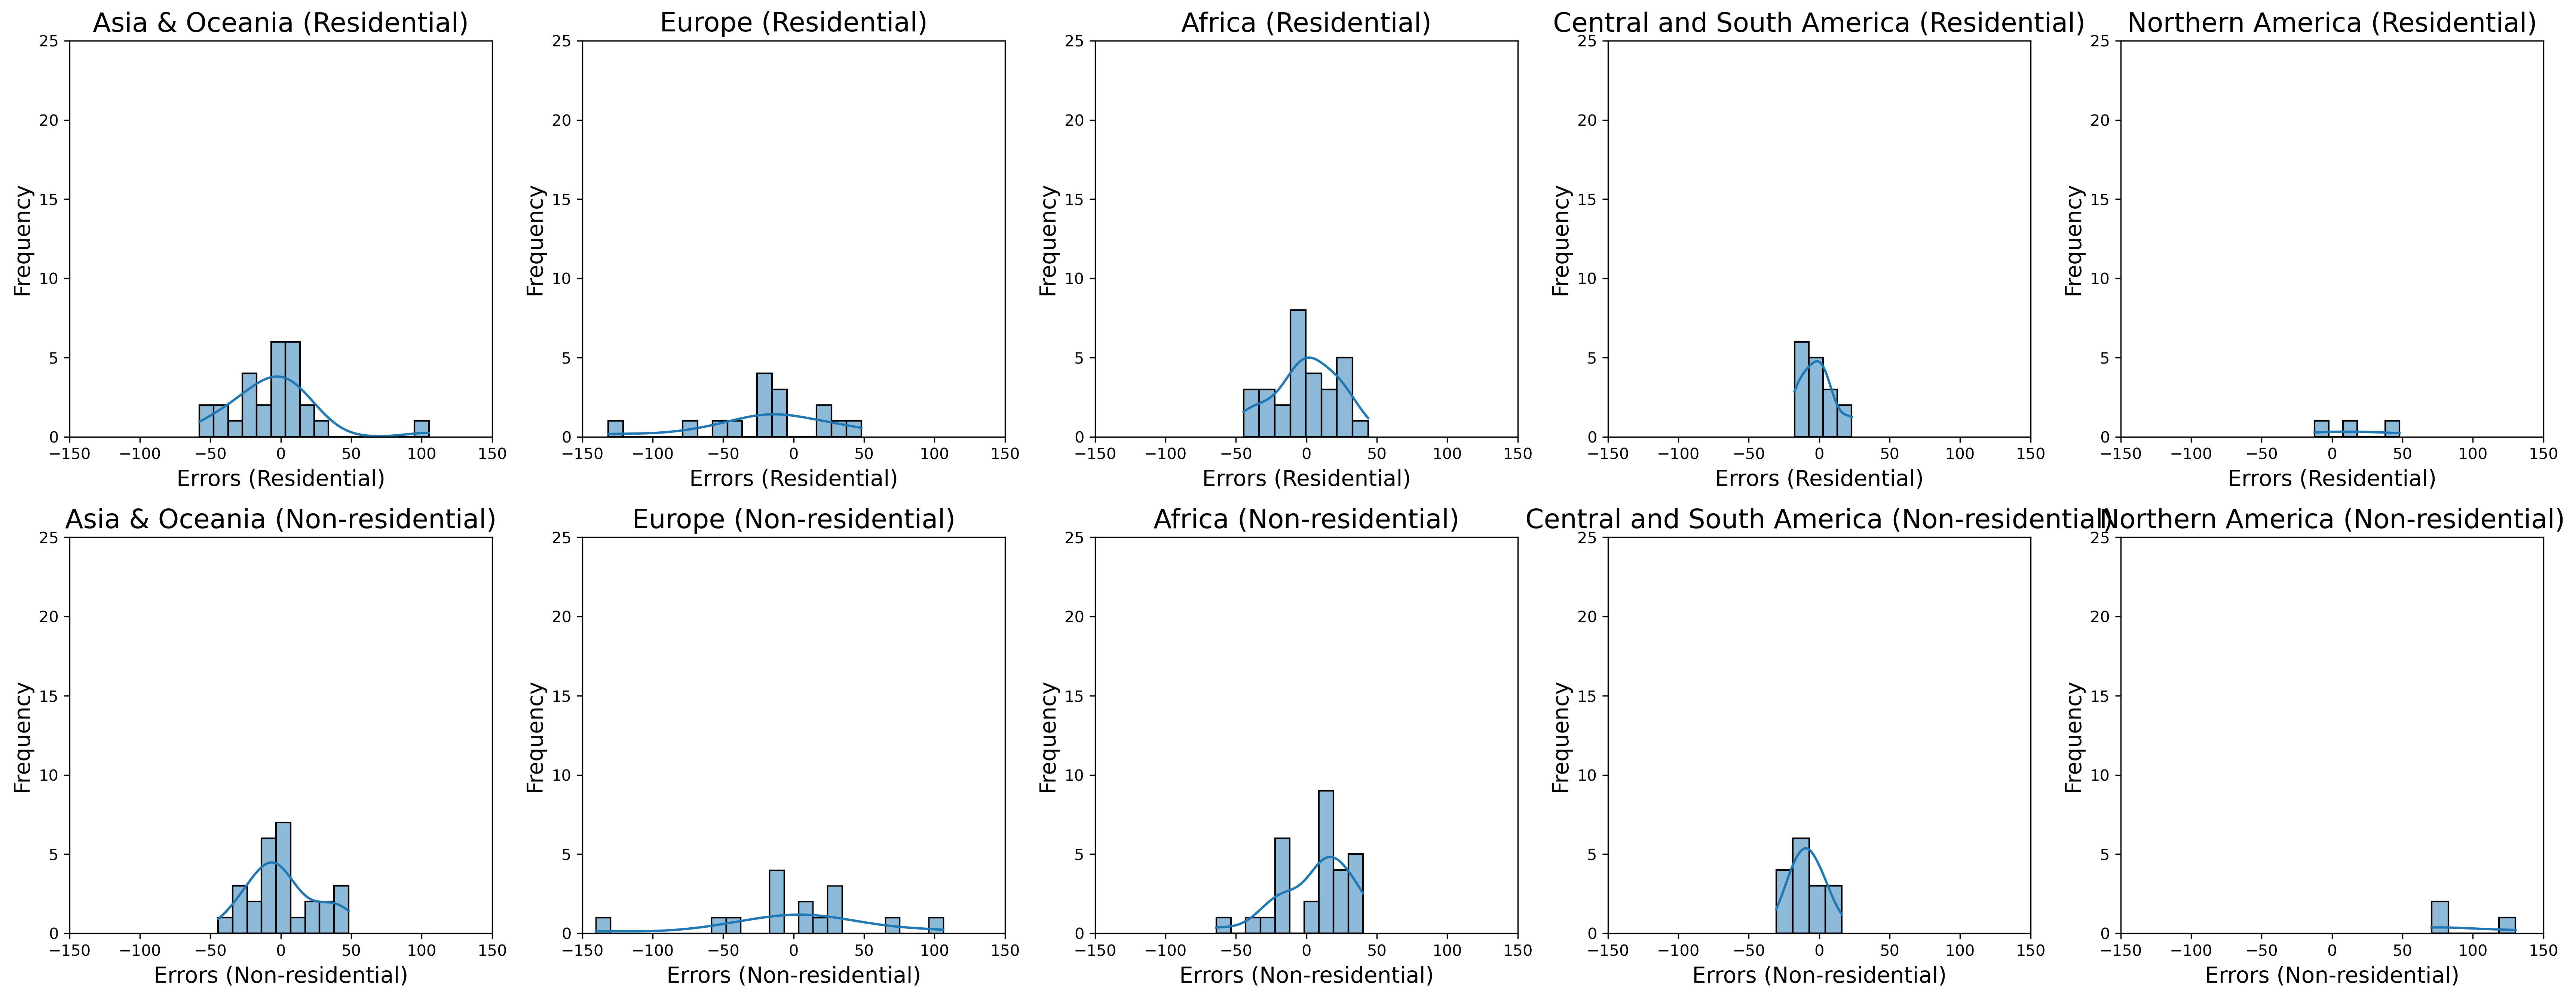 Asia & Oceania (Residential)
25
20
15
10
5
0
Frequency
−150 −100 −50 0 50 100 150
Errors (Residential)
Europe (Residential)
25
20
15
10
5
0
Frequency
−150 −100 −50 0 50 100 150
Errors (Residential)
Africa (Residential)
25
20
15
10
5
0
Frequency
−150 −100 −50 0 50 100 150
Errors (Residential)
Central and South America (Residential)
25
20
15
10
5
0
Frequency
−150 −100 −50 0 50 100 150
Errors (Residential)
Northern America (Residential)
25
20
15
10
5
0
Frequency
−150 −100 −50 0 50 100 150
Errors (Residential)
Asia & Oceania (Non-residential)
25
20
15
10
5
0
Frequency
−150 −100 −50 0 50 100 150
Errors (Non-residential)
Europe (Non-residential)
25
20
15
10
5
0
Frequency
−150 −100 −50 0 50 100 150
Errors (Non-residential)
Africa (Non-residential)
25
20
15
10
5
0
Frequency
−150 −100 −50 0 50 100 150
Errors (Non-residential)
Central and South America (Non-residential)
25
20
15
10
5
0
Frequency
−150 −100 −50 0 50 100 150
Errors (Non-residential)
Northern America (Non-residential)
25
20
15
10
5
0
Frequency
−150 −100 −50 0 50 100 150
Errors (Non-residential)